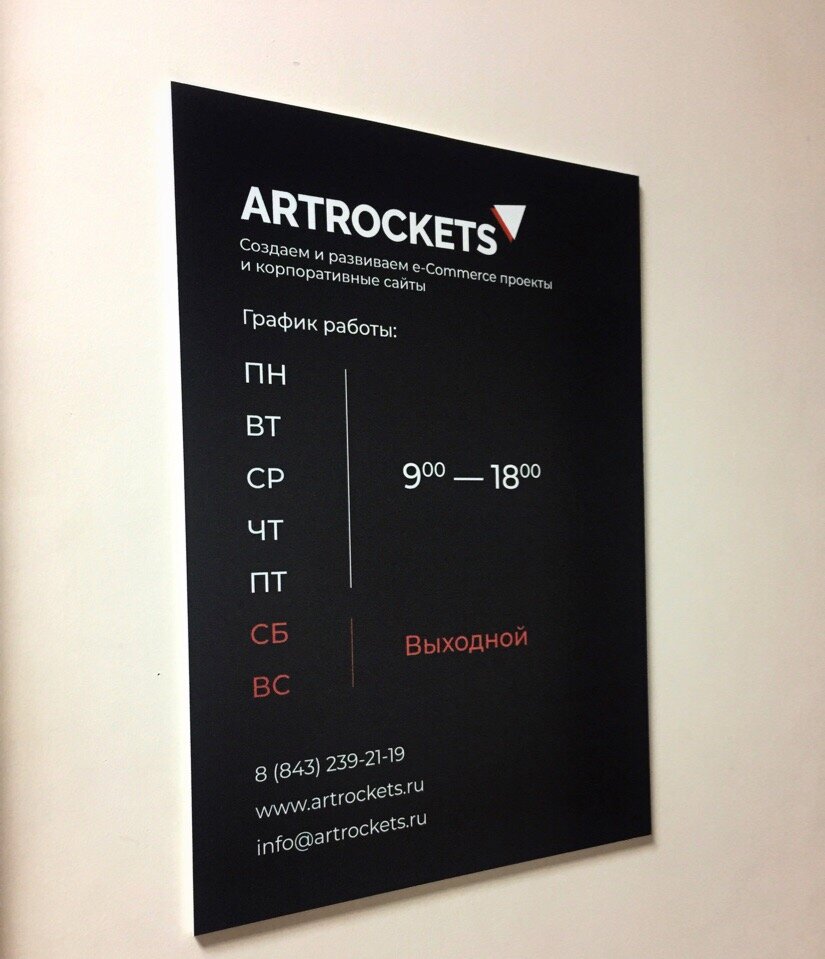 ARTROCKETS
Создаем и развиваем e-Commerce проекты
и корпоративные сайты
График работы:
ПН
ВТ
СР
9⁰⁰ — 18⁰⁰
ЧТ
ПТ
СБ
Выходной
ВС
8 (843) 239-21-19
www.artrockets.ru
info@artrockets.ru